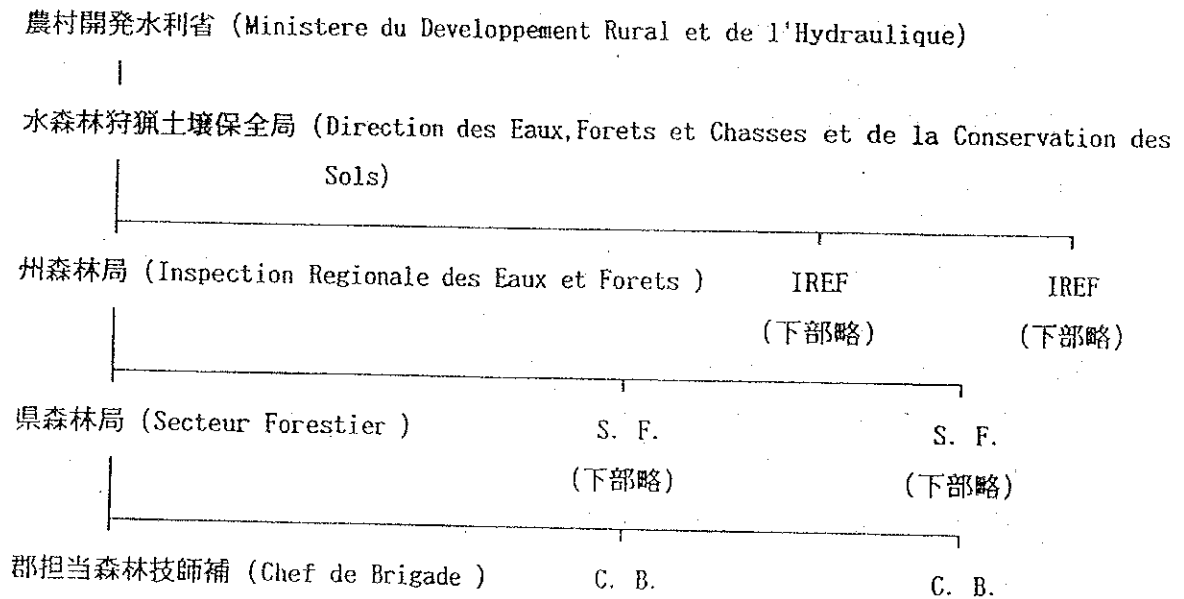 農村開発水利省 (Ministere du Developpement Rural et de l'Hydraulique)
水森林狩猟土壌保全局 (Direction des Eaux,Forets et Chasses et de la Conservation des
Sols)
州森林局 (Inspection Regionale des Eaux et Forets ) IREF IREF
(下部略) (下部略)
県森林局 (Secteur Forestier ) S. F. S. F.
(下部略) (下部略)
郡担当森林技師補 (Chef de Brigade ) C. B. C. B.